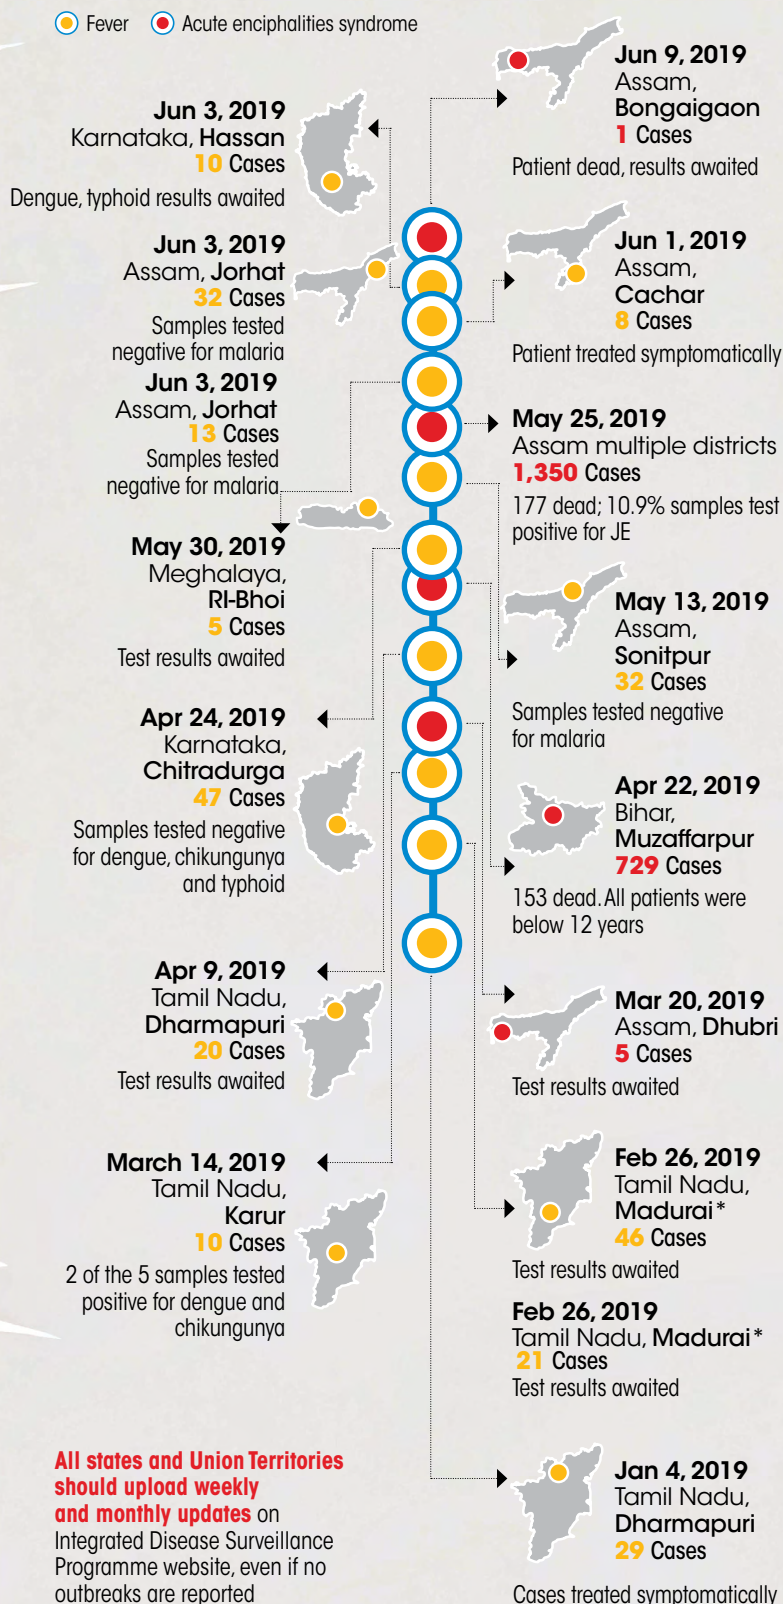 Fever
Acute enciphalities syndrome
Jun 9, 2019
Assam,
Bongaigaon
1 Cases
Patient dead, results awaited
Jun 3, 2019
Karnataka, Hassan
10 Cases
Dengue, typhoid results awaited
Jun 3, 2019
Assam, Jorhat
32 Cases
Samples tested
negative for malaria
Jun 1, 2019
Assam,
Cachar
8 Cases
Patient treated symptomatically
Jun 3, 2019
Assam, Jorhat
13 Cases
Samples tested
negative for malaria
May 25, 2019
Assam multiple districts
1,350 Cases
177 dead; 10.9% samples test
positive for JE
May 30, 2019
Meghalaya,
RI-Bhoi
5 Cases
Test results awaited
May 13, 2019
Assam,
Sonitpur
32 Cases
Samples tested negative
for malaria
Apr 24, 2019
Karnataka,
Chitradurga
47 Cases
Samples tested negative
for dengue, chikungunya
and typhoid
Apr 22, 2019
Bihar,
Muzaffarpur
729 Cases
153 dead. All patients were
below 12 years
Apr 9, 2019
Tamil Nadu,
Dharmapuri
20 Cases
Test results awaited
Mar 20, 2019
Assam, Dhubri
5 Cases
Test results awaited
March 14, 2019
Tamil Nadu,
Karur
10 Cases
2 of the 5 samples tested
positive for dengue and
chikungunya
Feb 26, 2019
Tamil Nadu,
Madurai*
46 Cases
Test results awaited
Feb 26, 2019
Tamil Nadu, Madurai*
21 Cases
Test results awaited
Jan 4, 2019
Tamil Nadu,
Dharmapuri
29 Cases
Cases treated symptomatically
All states and Union Territories
should upload weekly
and monthly updates on
Integrated Disease Surveillance
Programme website, even if no
outbreaks are reported